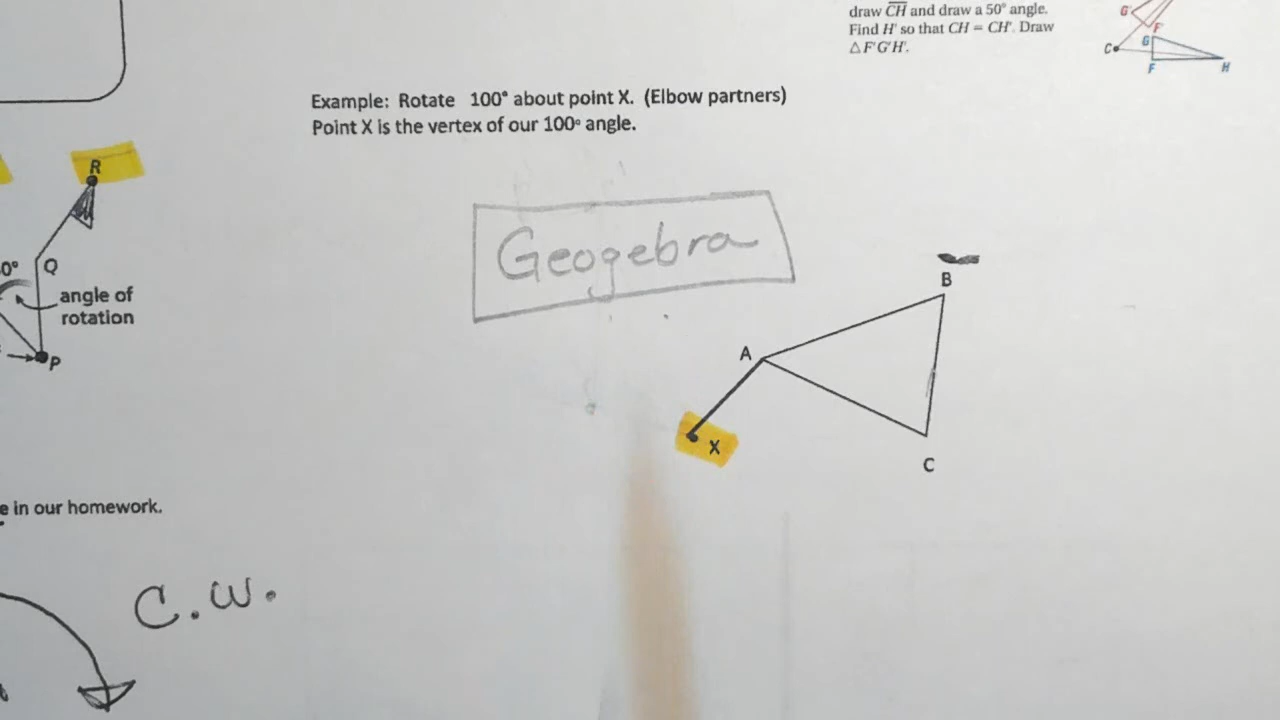 draw CH and draw a 50° angle.
Find H' so that CH = CH'. Draw
△F'G'H'.
G'
F'
C
G
F
H
Example: Rotate 100° about point X. (Elbow partners)
Point X is the vertex of our 100° angle.
R
Geogebra
0°
Q
angle of
rotation
P
B
A
X
C
e in our homework.
C.W.